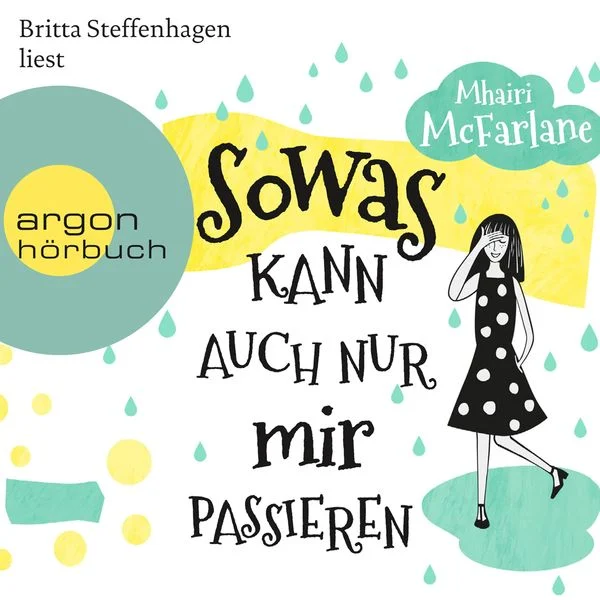 Britta Steffenhagen
liest
Mhairi
McFarlane
argon
hörbuch
SoWas
KANN
AUCH NUR
mir
PASSIEREN